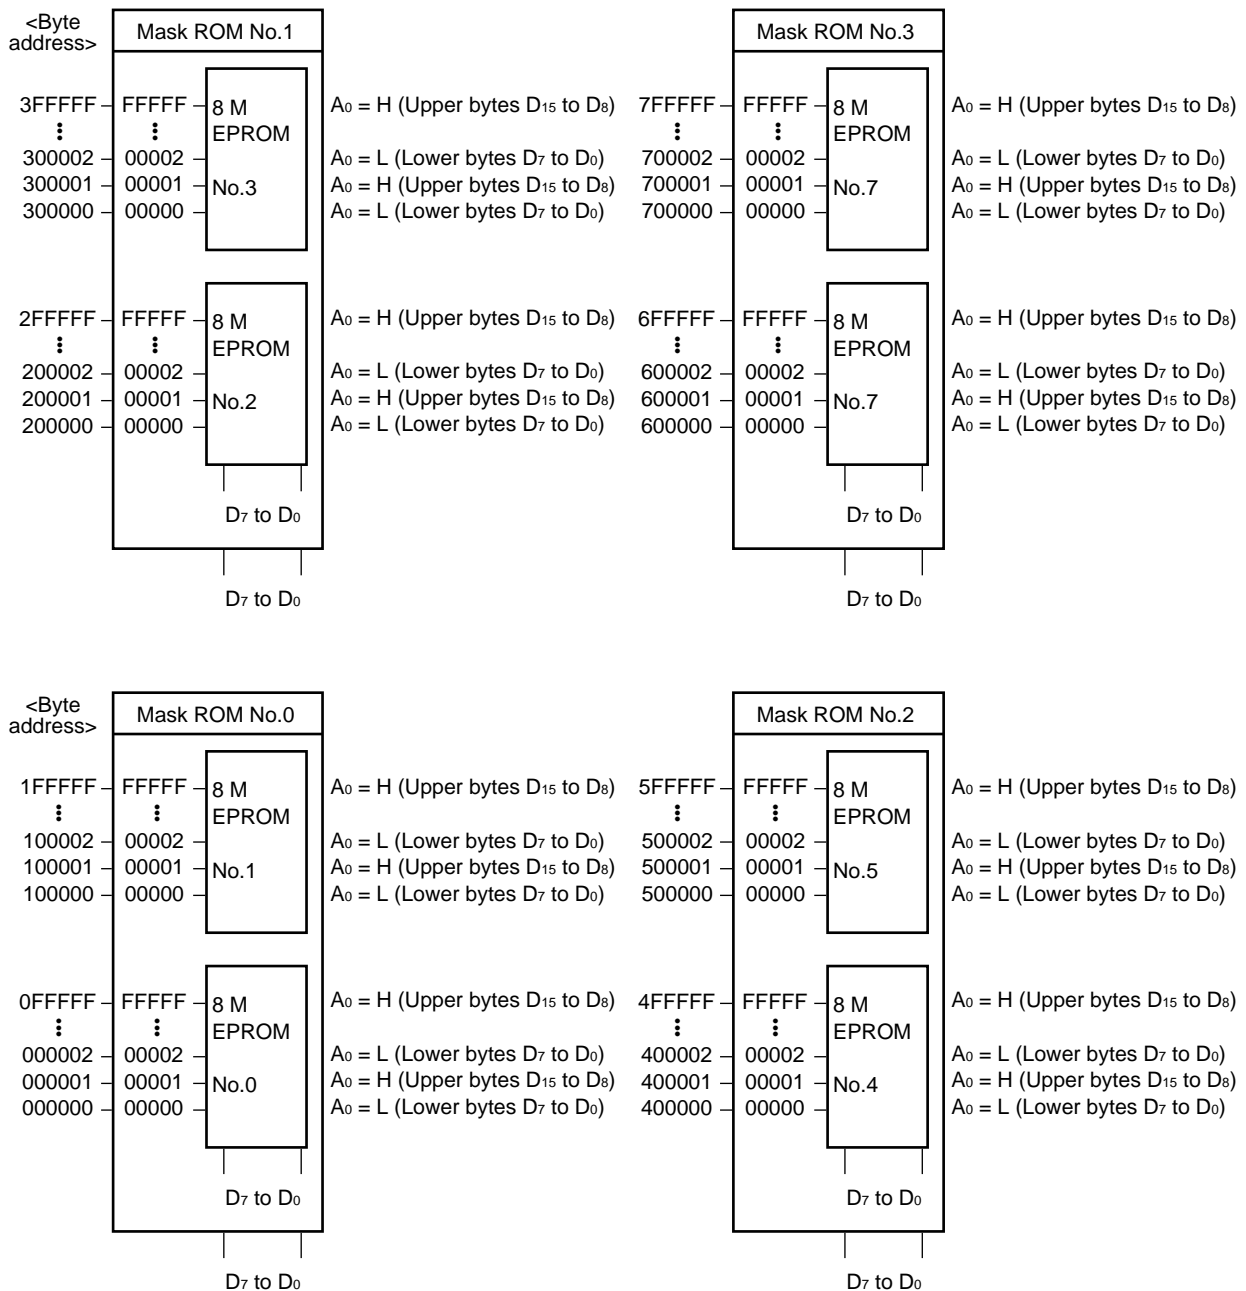 <Byte
address>
Mask ROM No.1
3FFFFF FFFFF 8 M A0 = H (Upper bytes D15 to D8)
EPROM
300002 00002 A0 = L (Lower bytes D7 to D0)
300001 00001 No.3 A0 = H (Upper bytes D15 to D8)
300000 00000 A0 = L (Lower bytes D7 to D0)
2FFFFF FFFFF 8 M A0 = H (Upper bytes D15 to D8)
EPROM
200002 00002 A0 = L (Lower bytes D7 to D0)
200001 00001 No.2 A0 = H (Upper bytes D15 to D8)
200000 00000 A0 = L (Lower bytes D7 to D0)
D7 to D0
D7 to D0
Mask ROM No.3
7FFFFF FFFFF 8 M A0 = H (Upper bytes D15 to D8)
EPROM
700002 00002 A0 = L (Lower bytes D7 to D0)
700001 00001 No.7 A0 = H (Upper bytes D15 to D8)
700000 00000 A0 = L (Lower bytes D7 to D0)
6FFFFF FFFFF 8 M A0 = H (Upper bytes D15 to D8)
EPROM
600002 00002 A0 = L (Lower bytes D7 to D0)
600001 00001 No.7 A0 = H (Upper bytes D15 to D8)
600000 00000 A0 = L (Lower bytes D7 to D0)
D7 to D0
D7 to D0
<Byte
address>
Mask ROM No.0
1FFFFF FFFFF 8 M A0 = H (Upper bytes D15 to D8)
EPROM
100002 00002 A0 = L (Lower bytes D7 to D0)
100001 00001 No.1 A0 = H (Upper bytes D15 to D8)
100000 00000 A0 = L (Lower bytes D7 to D0)
0FFFFF FFFFF 8 M A0 = H (Upper bytes D15 to D8)
EPROM
000002 00002 A0 = L (Lower bytes D7 to D0)
000001 00001 No.0 A0 = H (Upper bytes D15 to D8)
000000 00000 A0 = L (Lower bytes D7 to D0)
D7 to D0
D7 to D0
Mask ROM No.2
5FFFFF FFFFF 8 M A0 = H (Upper bytes D15 to D8)
EPROM
500002 00002 A0 = L (Lower bytes D7 to D0)
500001 00001 No.5 A0 = H (Upper bytes D15 to D8)
500000 00000 A0 = L (Lower bytes D7 to D0)
4FFFFF FFFFF 8 M A0 = H (Upper bytes D15 to D8)
EPROM
400002 00002 A0 = L (Lower bytes D7 to D0)
400001 00001 No.4 A0 = H (Upper bytes D15 to D8)
400000 00000 A0 = L (Lower bytes D7 to D0)
D7 to D0
D7 to D0